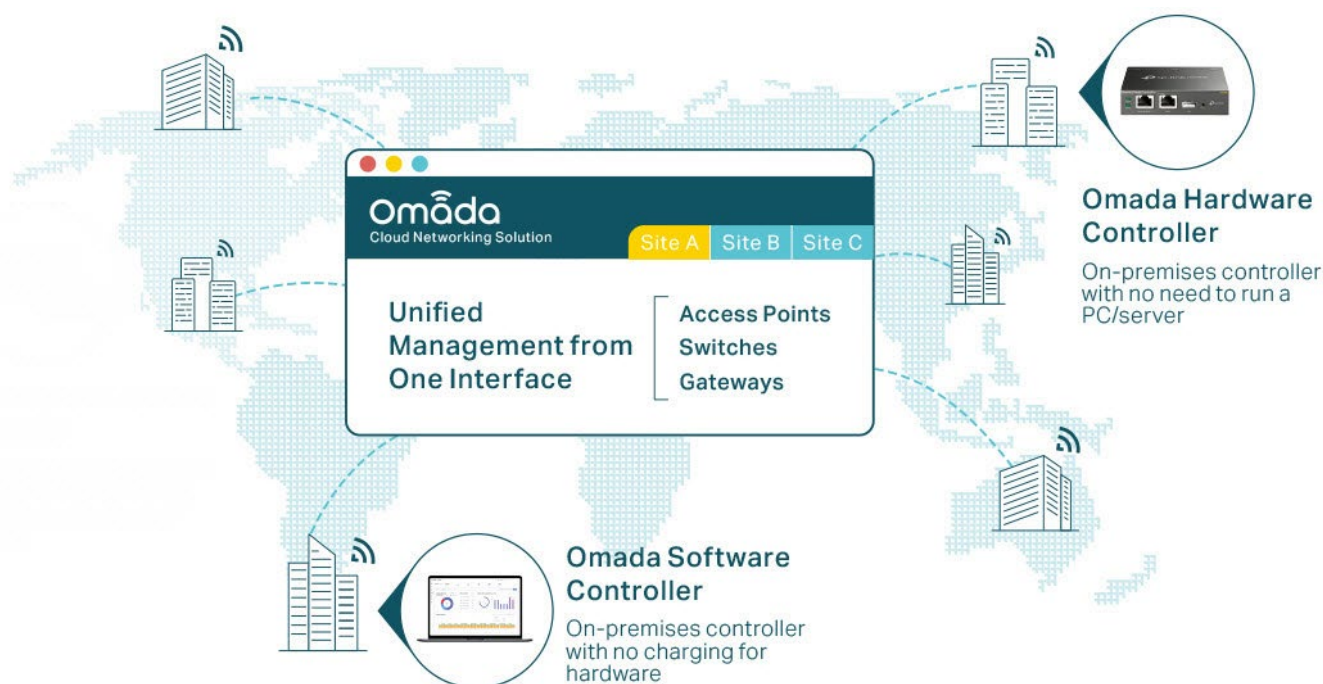 Omada
Cloud Networking Solution
Site A
Site B
Site C
Unified
Management from
One Interface
Access Points
Switches
Gateways
Omada Hardware
Controller
On-premises controller
with no need to run a
PC/server
Omada Software
Controller
On-premises controller
with no charging for
hardware